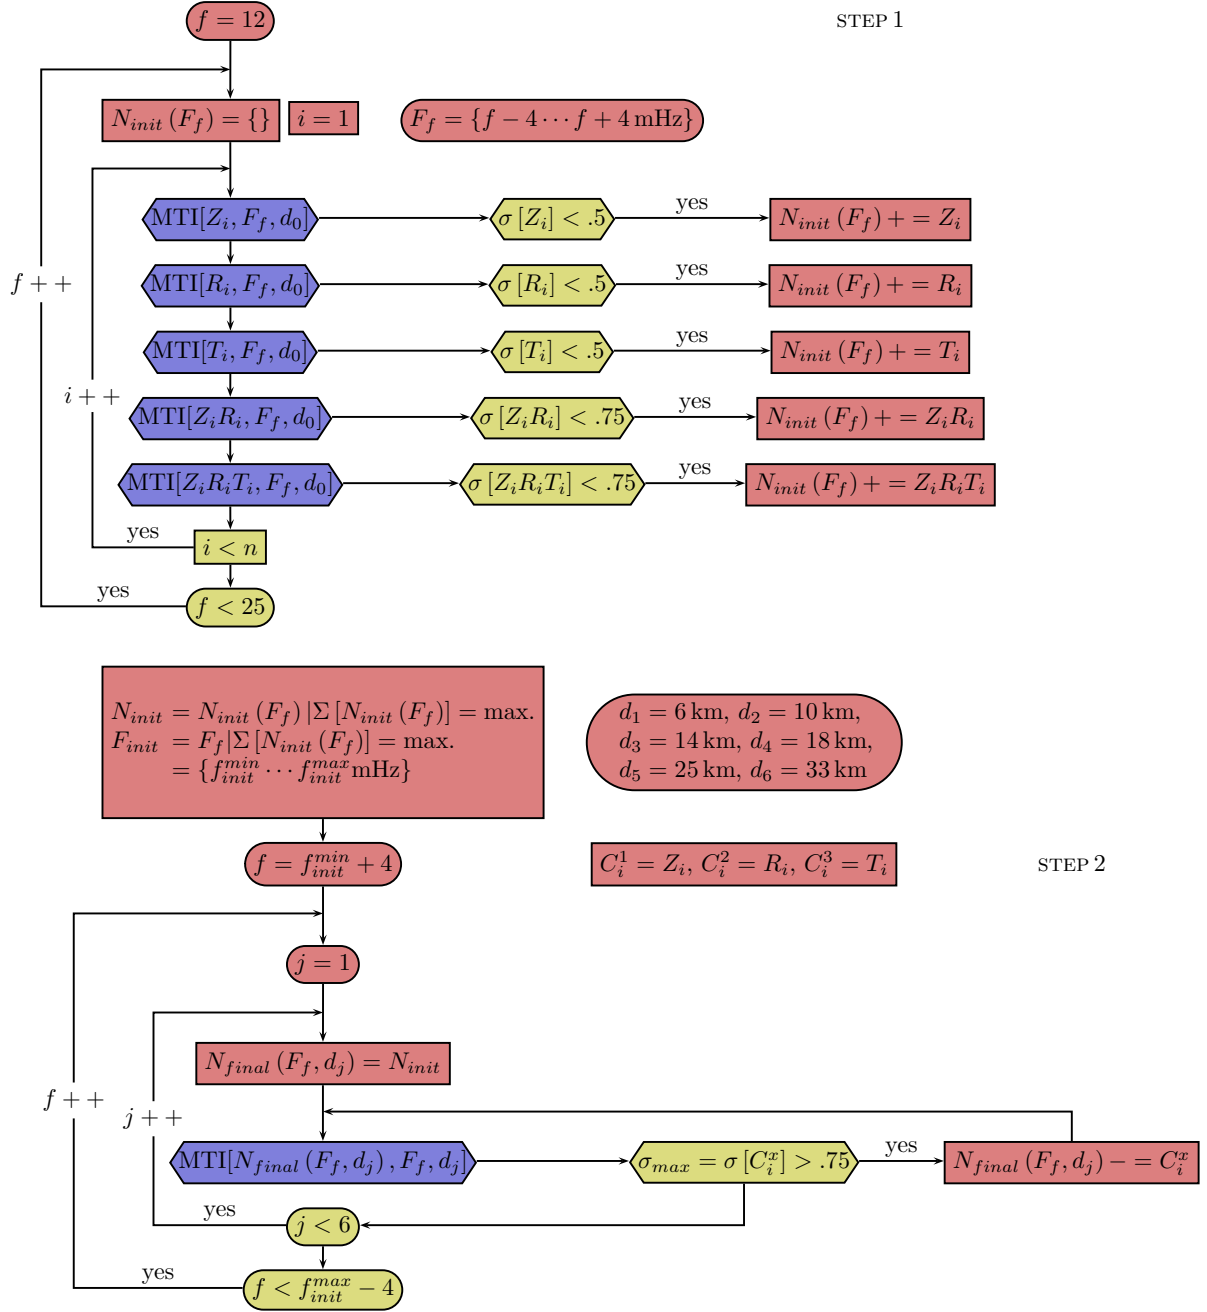 f = 12
STEP 1
N_init (F_f) = {}
i = 1
F_f = {f − 4 ⋯ f + 4 mHz}
MTI[Z_i, F_f, d_0]
σ [Z_i] < .5
yes
N_init (F_f) + = Z_i
f + +
MTI[R_i, F_f, d_0]
σ [R_i] < .5
yes
N_init (F_f) + = R_i
MTI[T_i, F_f, d_0]
σ [T_i] < .5
yes
N_init (F_f) + = T_i
i + +
MTI[Z_iR_i, F_f, d_0]
σ [Z_iR_i] < .75
yes
N_init (F_f) + = Z_iR_i
MTI[Z_iR_iT_i, F_f, d_0]
σ [Z_iR_iT_i] < .75
yes
N_init (F_f) + = Z_iR_iT_i
yes
i < n
yes
f < 25
N_init = N_init (F_f) |Σ [N_init (F_f)] = max.
F_init = F_f|Σ [N_init (F_f)] = max.
= {f_init^min ⋯ f_init^max mHz}
d_1 = 6 km, d_2 = 10 km,
d_3 = 14 km, d_4 = 18 km,
d_5 = 25 km, d_6 = 33 km
f = f_init^min + 4
C_i^1 = Z_i, C_i^2 = R_i, C_i^3 = T_i
STEP 2
j = 1
N_final (F_f, d_j) = N_init
f + +
j + +
MTI[N_final (F_f, d_j) , F_f, d_j]
σ_max = σ [C_i^x] > .75
yes
N_final (F_f, d_j) − = C_i^x
yes
j < 6
yes
f < f_init^max − 4